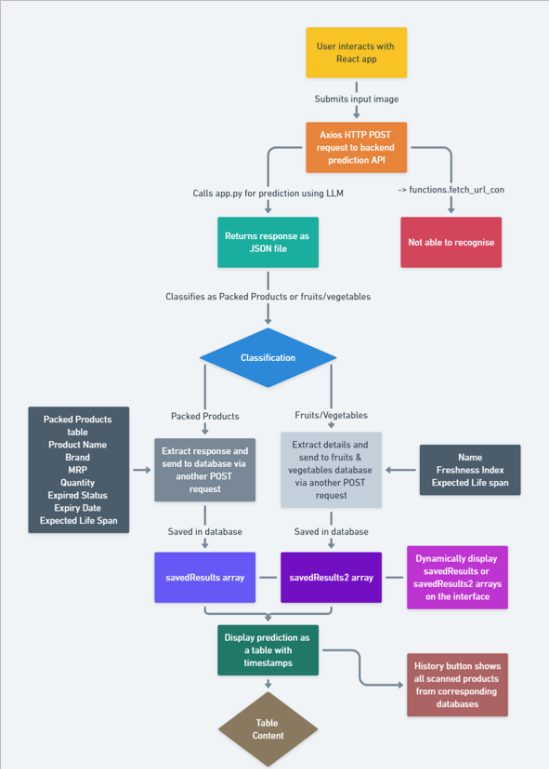 User interacts with
React app
Submits input image
Axios HTTP POST
request to backend
prediction API
Calls app.py for prediction using LLM
-> functions.fetch_url_con
Returns response as
JSON file
Not able to recognise
Classifies as Packed Products or fruits/vegetables
Classification
Packed Products
Fruits/Vegetables
Packed Products
table
Product Name
Brand
MRP
Quantity
Expired Status
Expiry Date
Expected Life Span
Extract response and
send to database via
another POST
request
Extract details and
send to fruits &
vegetables database
via another POST
request
Name
Freshness Index
Expected Life span
Saved in database
Saved in database
savedResults array
savedResults2 array
Dynamically display
savedResults or
savedResults2 arrays
on the interface
Display prediction as
a table with
timestamps
History button shows
all scanned products
from corresponding
databases
Table
Content